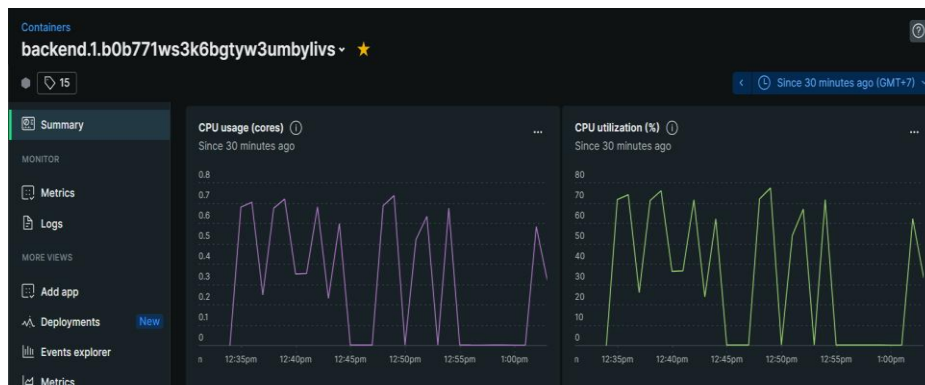 Containers
backend.1.b0b771ws3k6bgtyw3umbylivs
15
Since 30 minutes ago (GMT+7)
Summary
MONITOR
Metrics
Logs
MORE VIEWS
Add app
Deployments New
Events explorer
Metrics
CPU usage (cores)
Since 30 minutes ago
0.8
0.7
0.6
0.5
0.4
0.3
0.2
0.1
0
n 12:35pm 12:40pm 12:45pm 12:50pm 12:55pm 1:00pm
CPU utilization (%)
Since 30 minutes ago
80
70
60
50
40
30
20
10
0
n 12:35pm 12:40pm 12:45pm 12:50pm 12:55pm 1:00pm